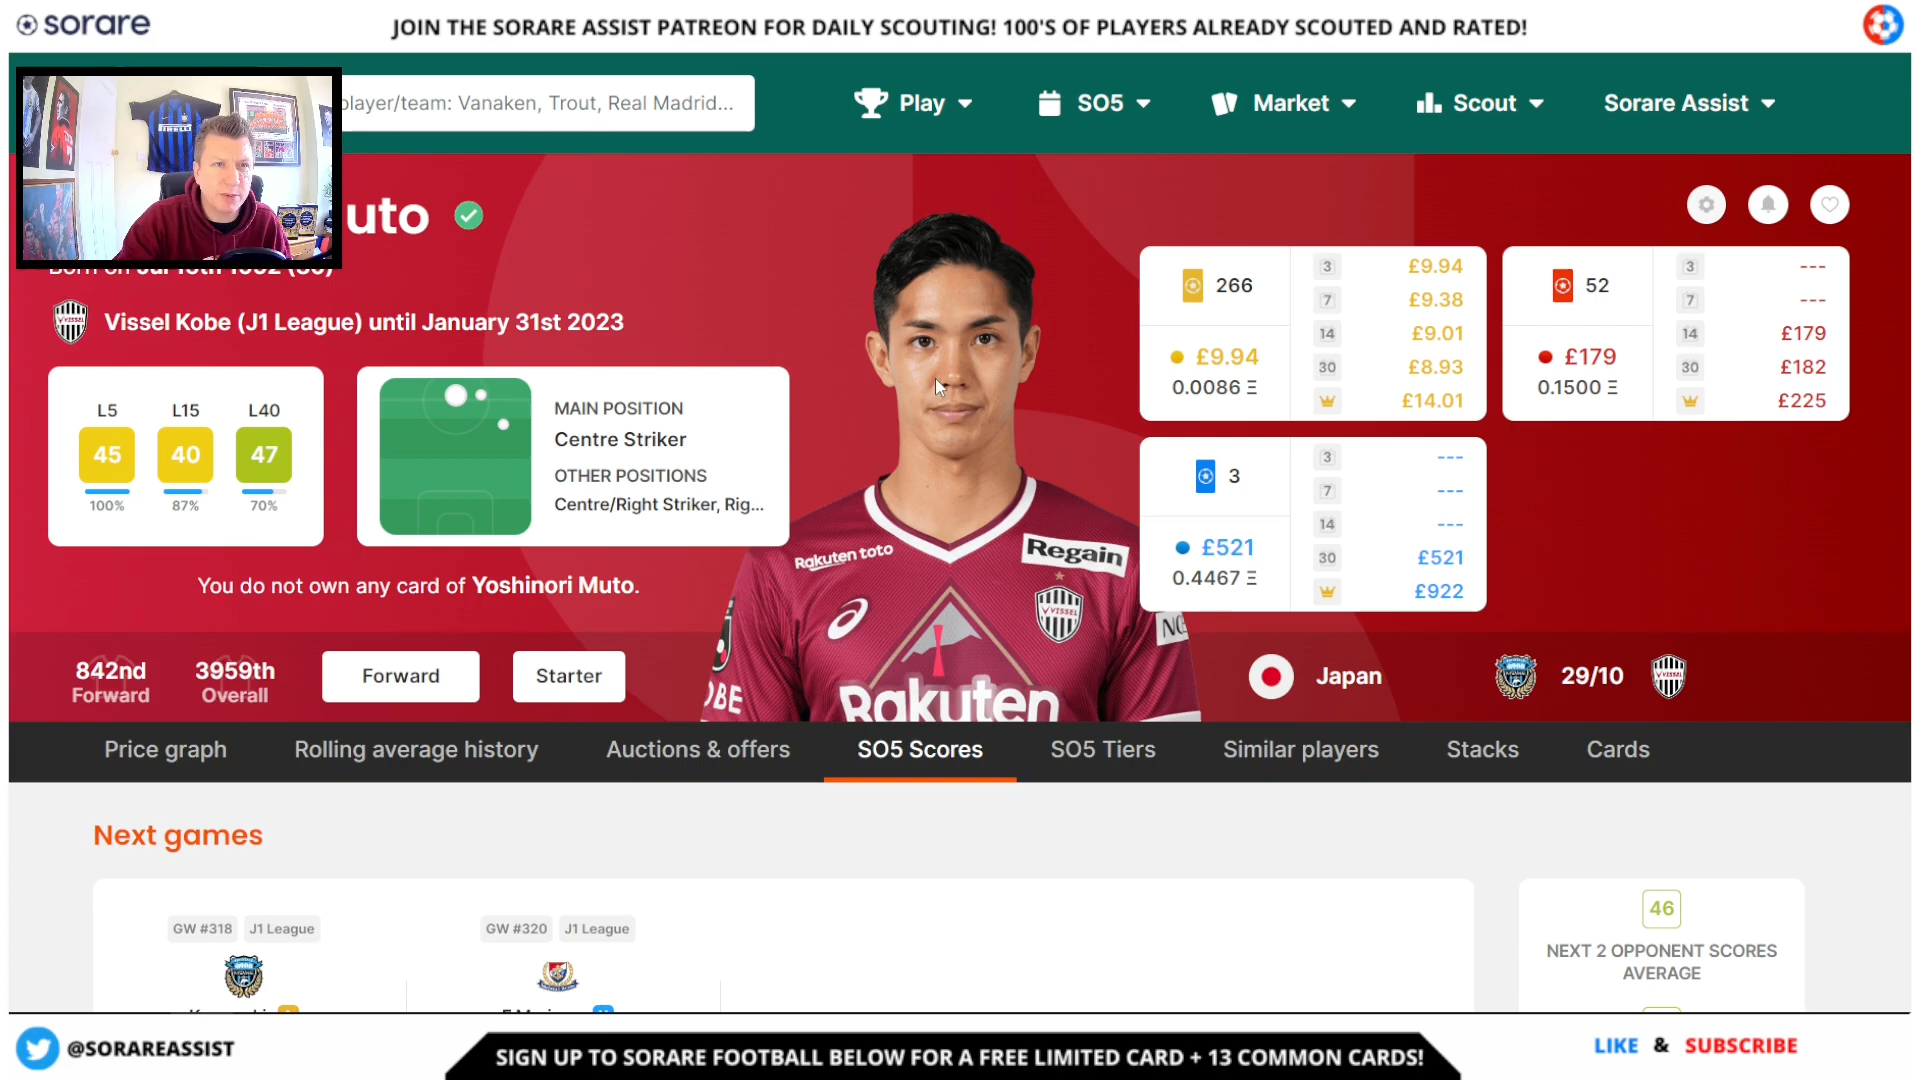 sorare
JOIN THE SORARE ASSIST PATREON FOR DAILY SCOUTING! 100'S OF PLAYERS ALREADY SCOUTED AND RATED!
player/team: Vanaken, Trout, Real Madrid...
Play
SO5
Market
Scout
Sorare Assist
PIRELLI
uto
Vissel Kobe (J1 League) until January 31st 2023
L5 L15 L40
45 40 47
100% 87% 70%
MAIN POSITION
Centre Striker
OTHER POSITIONS
Centre/Right Striker, Rig...
You do not own any card of Yoshinori Muto.
266
£9.94
0.0086 Ξ
3 £9.94
7 £9.38
14 £9.01
30 £8.93
£14.01
52
£179
0.1500 Ξ
3 ---
7 ---
14 £179
30 £182
£225
3
£521
0.4467 Ξ
3 ---
7 ---
14 ---
30 £521
£922
Rakuten toto
Regain
VISSEL
Rakuten
OBE
842nd
Forward
3959th
Overall
Forward
Starter
Japan
29/10
Price graph
Rolling average history
Auctions & offers
SO5 Scores
SO5 Tiers
Similar players
Stacks
Cards
Next games
GW #318 J1 League
GW #320 J1 League
46
NEXT 2 OPPONENT SCORES
AVERAGE
@SORAREASSIST
SIGN UP TO SORARE FOOTBALL BELOW FOR A FREE LIMITED CARD + 13 COMMON CARDS!
LIKE & SUBSCRIBE